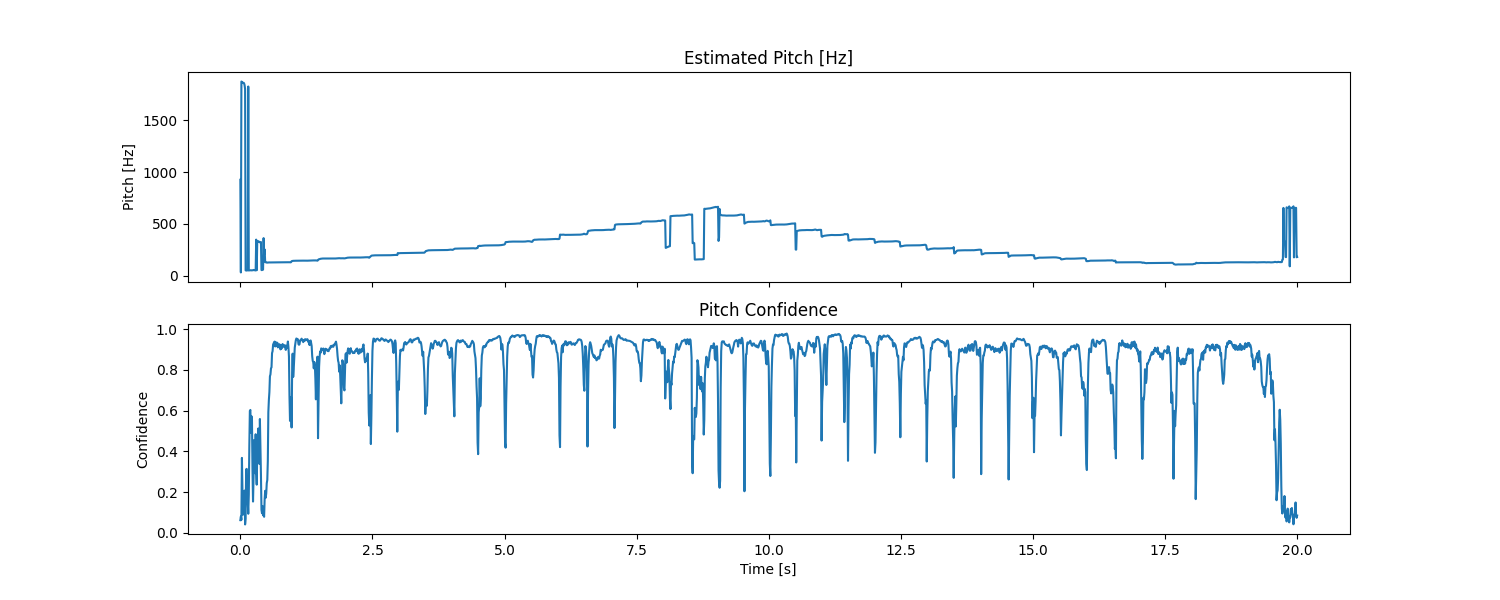 Estimated Pitch [Hz]
Pitch [Hz]
1500
1000
500
0
Pitch Confidence
Confidence
1.0
0.8
0.6
0.4
0.2
0.0
0.0 2.5 5.0 7.5 10.0 12.5 15.0 17.5 20.0
Time [s]